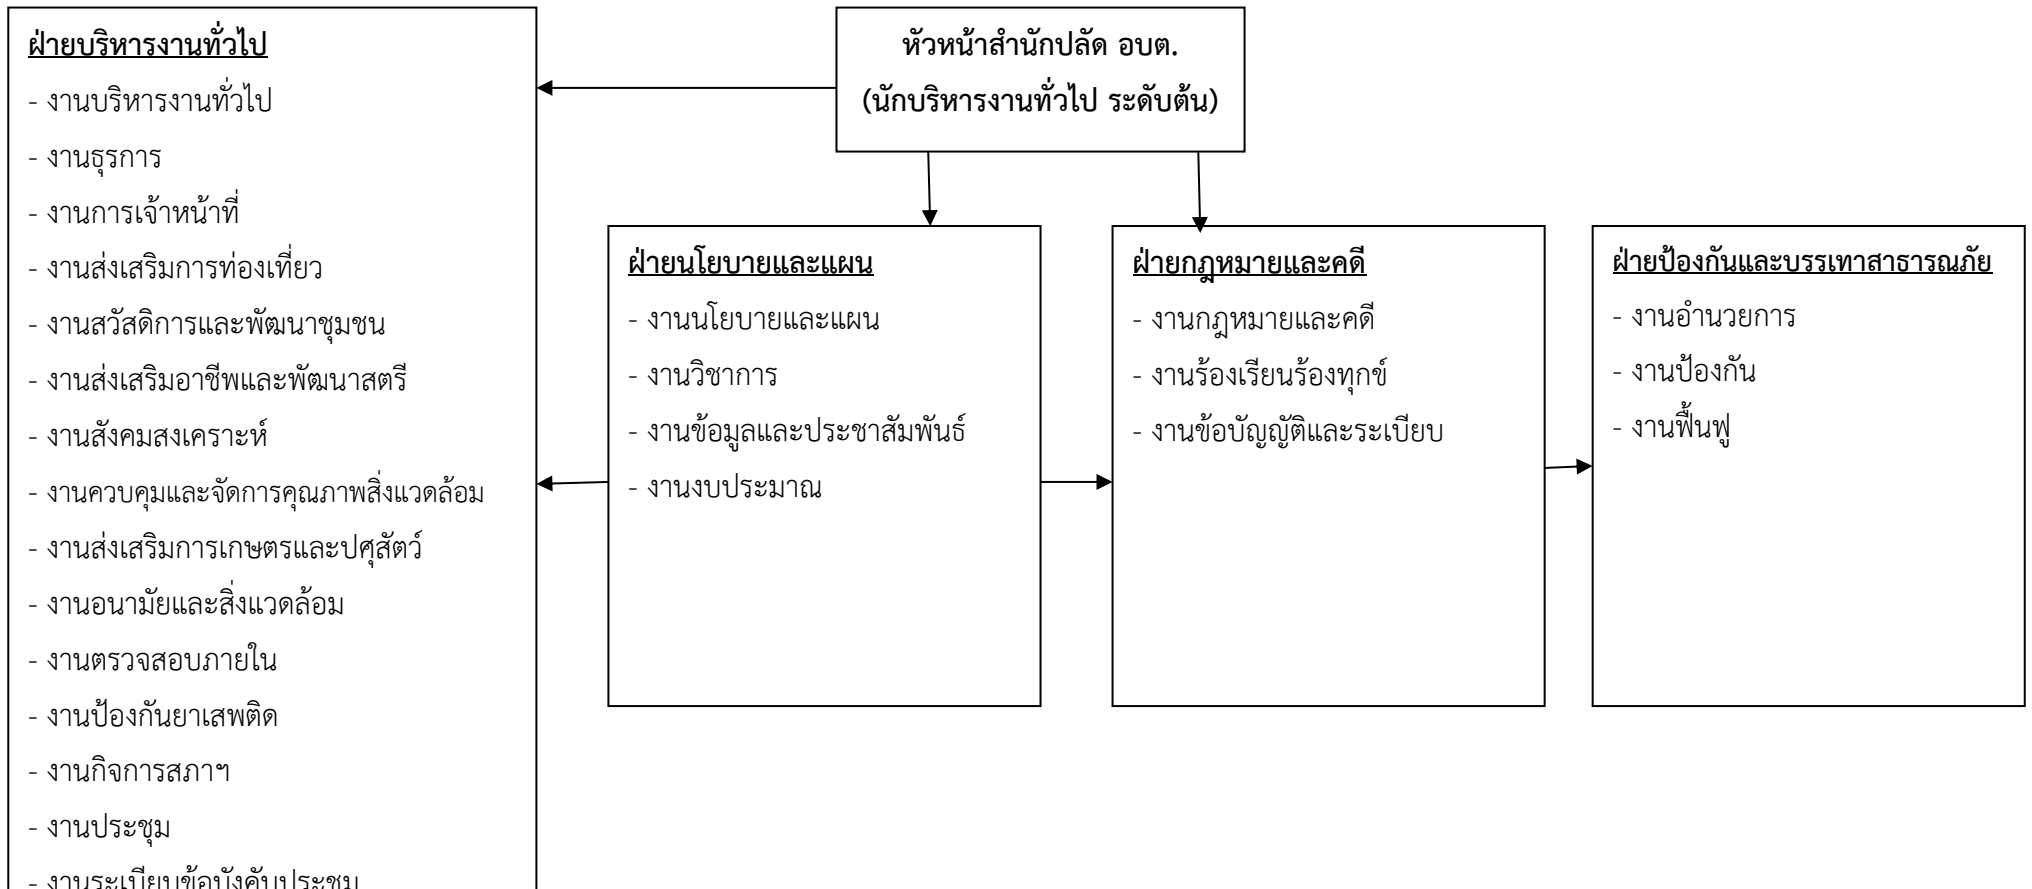 ฝ่ายบริหารงานทั่วไป
- งานบริหารงานทั่วไป
- งานธุรการ
- งานการเจ้าหน้าที่
- งานส่งเสริมการท่องเที่ยว
- งานสวัสดิการและพัฒนาชุมชน
- งานส่งเสริมอาชีพและพัฒนาสตรี
- งานสังคมสงเคราะห์
- งานควบคุมและจัดการคุณภาพสิ่งแวดล้อม
- งานส่งเสริมการเกษตรและปศุสัตว์
- งานอนามัยและสิ่งแวดล้อม
- งานตรวจสอบภายใน
- งานป้องกันยาเสพติด
- งานกิจการสภาฯ
- งานประชุม
- งานระเบียบข้อบังคับประชุม
หัวหน้าสำนักปลัด อบต.
(นักบริหารงานทั่วไป ระดับต้น)
ฝ่ายนโยบายและแผน
- งานนโยบายและแผน
- งานวิชาการ
- งานข้อมูลและประชาสัมพันธ์
- งานงบประมาณ
ฝ่ายกฎหมายและคดี
- งานกฎหมายและคดี
- งานร้องเรียนร้องทุกข์
- งานข้อบัญญัติและระเบียบ
ฝ่ายป้องกันและบรรเทาสาธารณภัย
- งานอำนวยการ
- งานป้องกัน
- งานฟื้นฟู